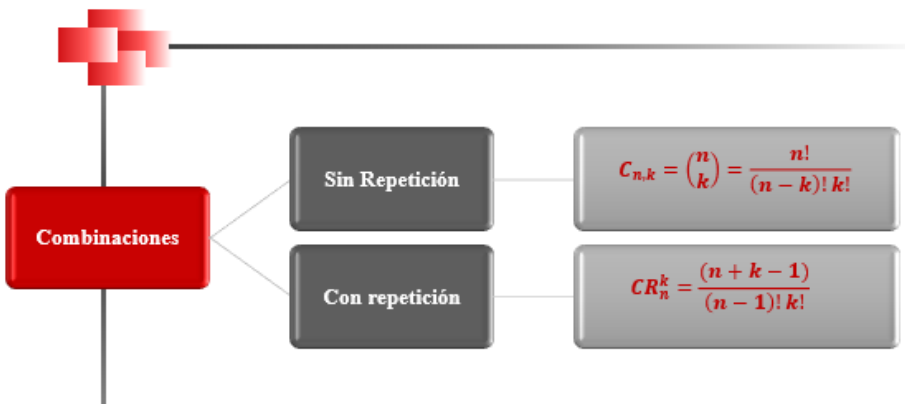 Combinaciones
Sin Repetición
C_{n,k} = \binom{n}{k} = \frac{n!}{(n-k)!\,k!}
Con repetición
CR_n^k = \frac{(n+k-1)}{(n-1)!\,k!}